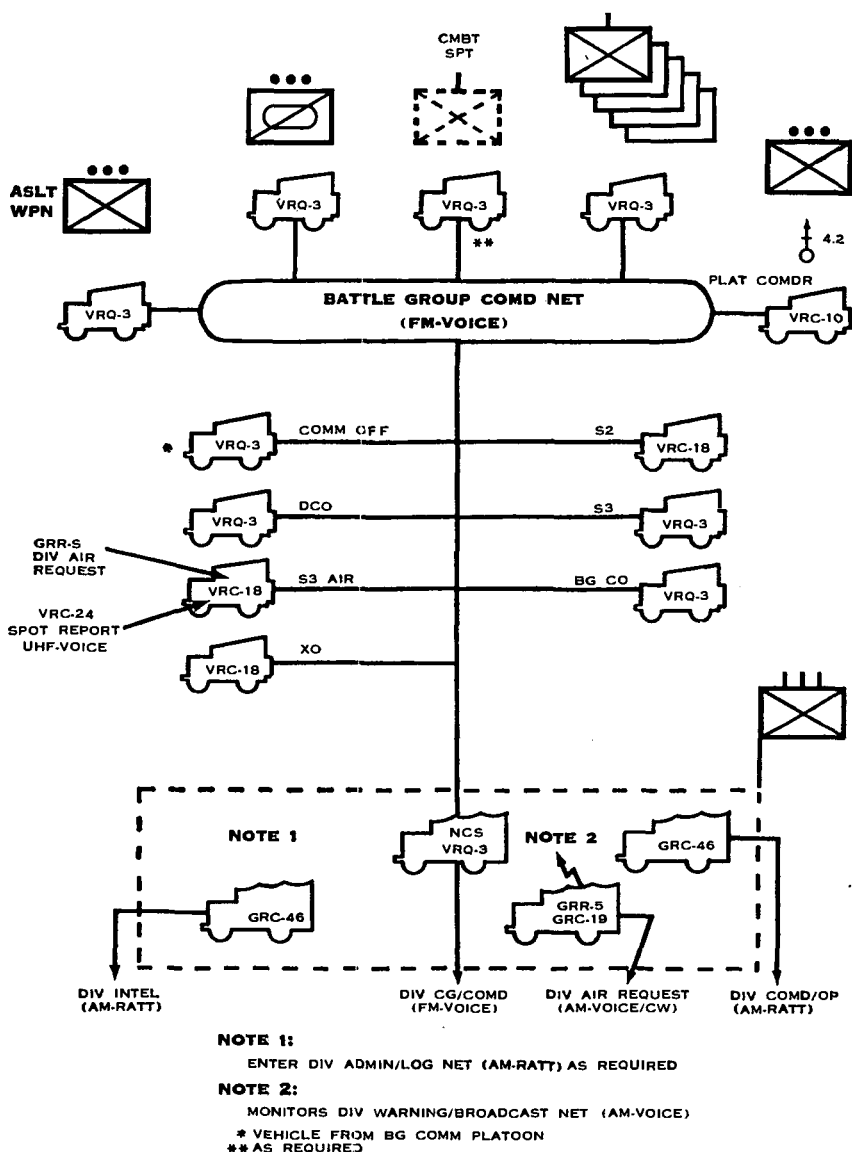 CMBT
SPT
ASLT
WPN
VRQ-3
VRQ-3
VRQ-3
4.2
PLAT COMDR
VRQ-3
BATTLE GROUP COMD NET
(FM-VOICE)
VRC-10
* VRQ-3
COMM OFF
S2
VRC-18
VRQ-3
DCO
S3
VRQ-3
**
GRR-S
DIV AIR
REQUEST
VRC-18
S3 AIR
BG CO
VRQ-3
VRC-24
SPOT REPORT
UHF-VOICE
VRC-18
XO
NOTE 1
NCS
VRQ-3
NOTE 2
GRC-46
GRC-46
GRR-5
GRC-19
DIV INTEL
(AM-RATT)
DIV CG/COMD
(FM-VOICE)
DIV AIR REQUEST
(AM-VOICE/CW)
DIV COMD/OP
(AM-RATT)
NOTE 1:
ENTER DIV ADMIN/LOG NET (AM-RATT) AS REQUIRED
NOTE 2:
MONITORS DIV WARNING/BROADCAST NET (AM-VOICE)
* VEHICLE FROM BG COMM PLATOON
** AS REQUIRED